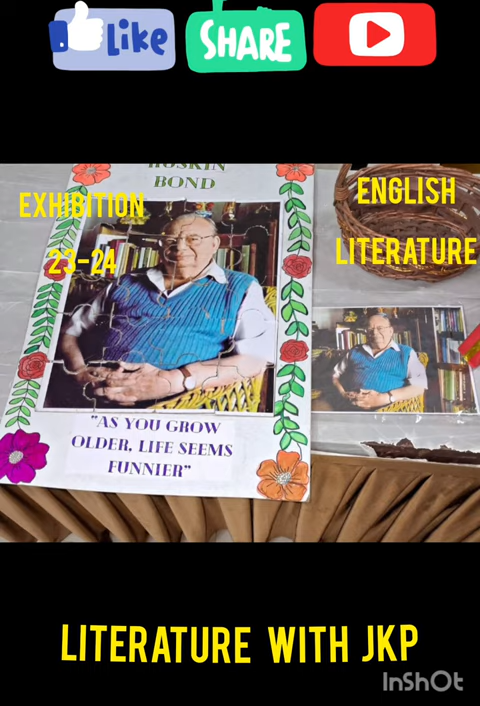 Like
SHARE
RUSKIN
BOND
EXHIBITION
23-24
ENGLISH
LITERATURE
"AS YOU GROW
OLDER, LIFE SEEMS
FUNNIER"
LITERATURE WITH JKP
InShOt